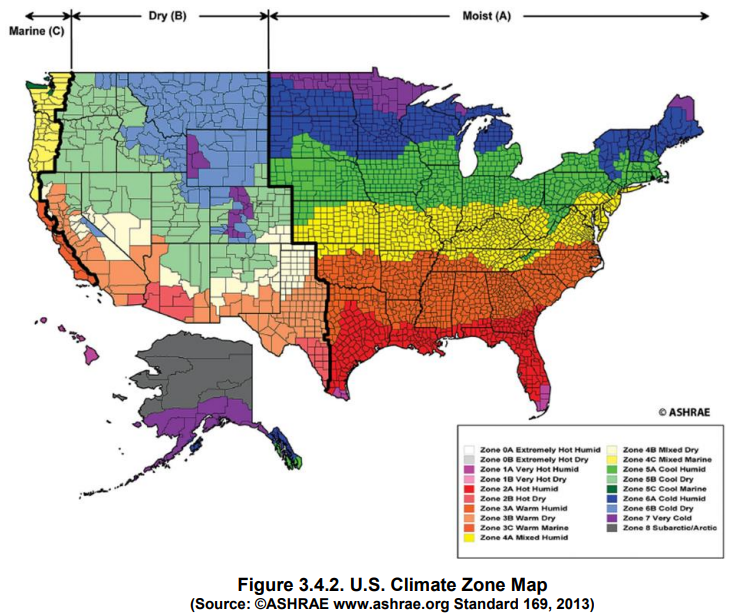 Marine (C)
Dry (B)
Moist (A)
© ASHRAE
Zone 0A Extremely Hot Humid
Zone 0B Extremely Hot Dry
Zone 1A Very Hot Humid
Zone 1B Very Hot Dry
Zone 2A Hot Humid
Zone 2B Hot Dry
Zone 3A Warm Humid
Zone 3B Warm Dry
Zone 3C Warm Marine
Zone 4A Mixed Humid
Zone 4B Mixed Dry
Zone 4C Mixed Marine
Zone 5A Cool Humid
Zone 5B Cool Dry
Zone 5C Cool Marine
Zone 6A Cold Humid
Zone 6B Cold Dry
Zone 7 Very Cold
Zone 8 Subarctic/Arctic
Figure 3.4.2. U.S. Climate Zone Map
(Source: ©ASHRAE www.ashrae.org Standard 169, 2013)